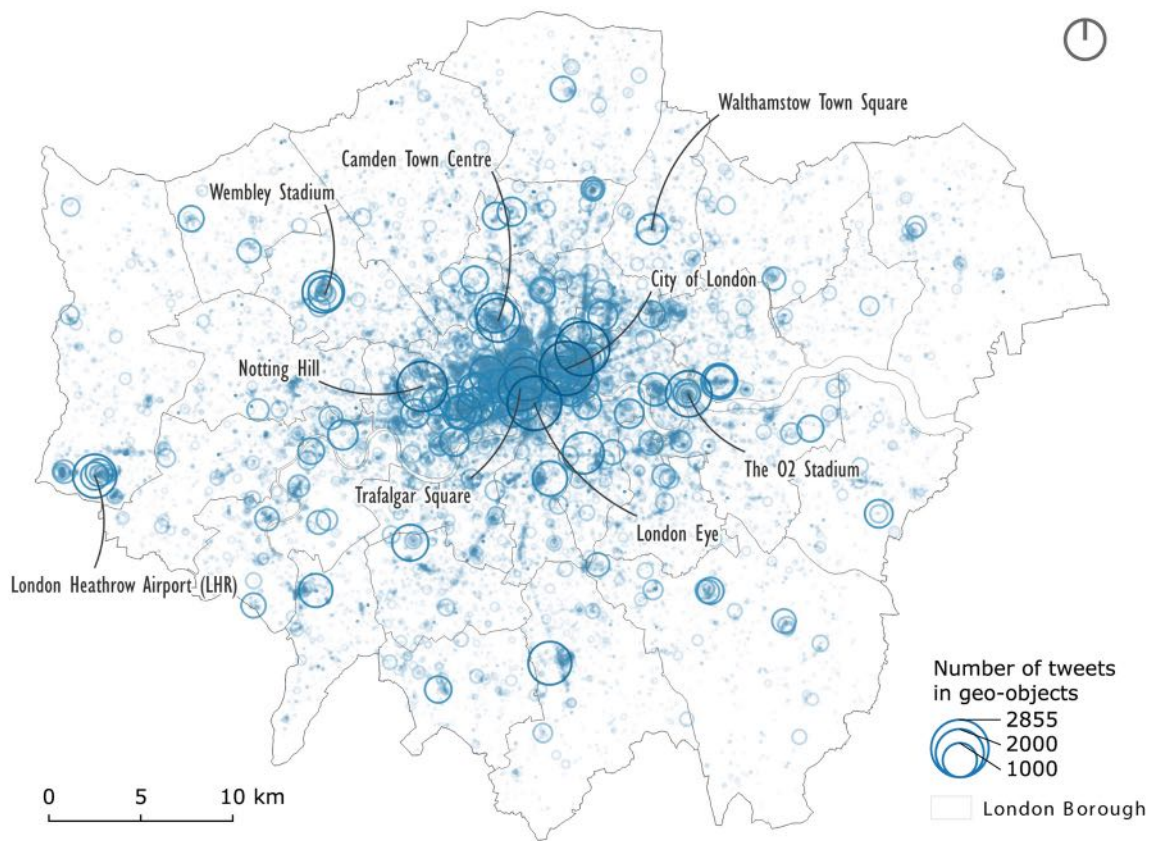 Walthamstow Town Square
Camden Town Centre
Wembley Stadium
City of London
Notting Hill
The O2 Stadium
Trafalgar Square
London Eye
London Heathrow Airport (LHR)
Number of tweets
in geo-objects
2855
2000
1000
0 5 10 km
London Borough